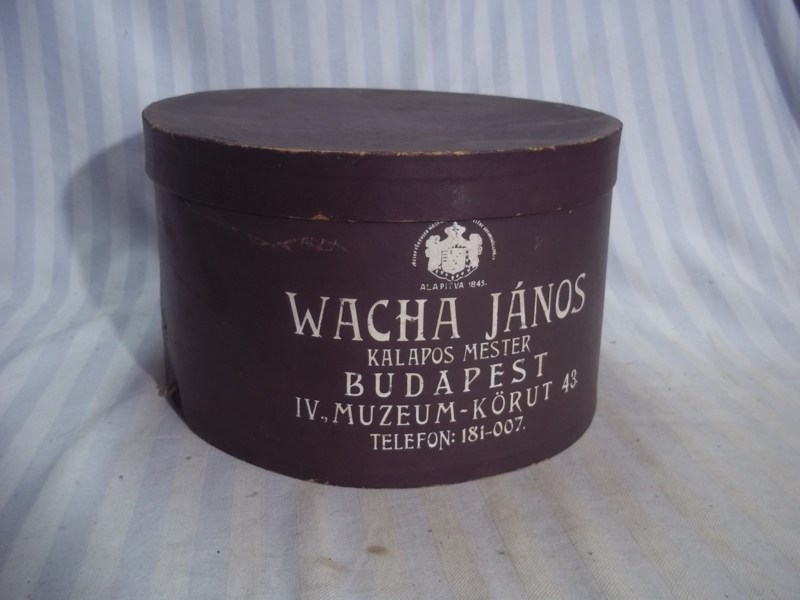 ALAPÍTVA 1845.
WACHA JÁNOS
KALAPOS MESTER
BUDAPEST
IV., MUZEUM-KÖRUT 43.
TELEFON: 181-007.